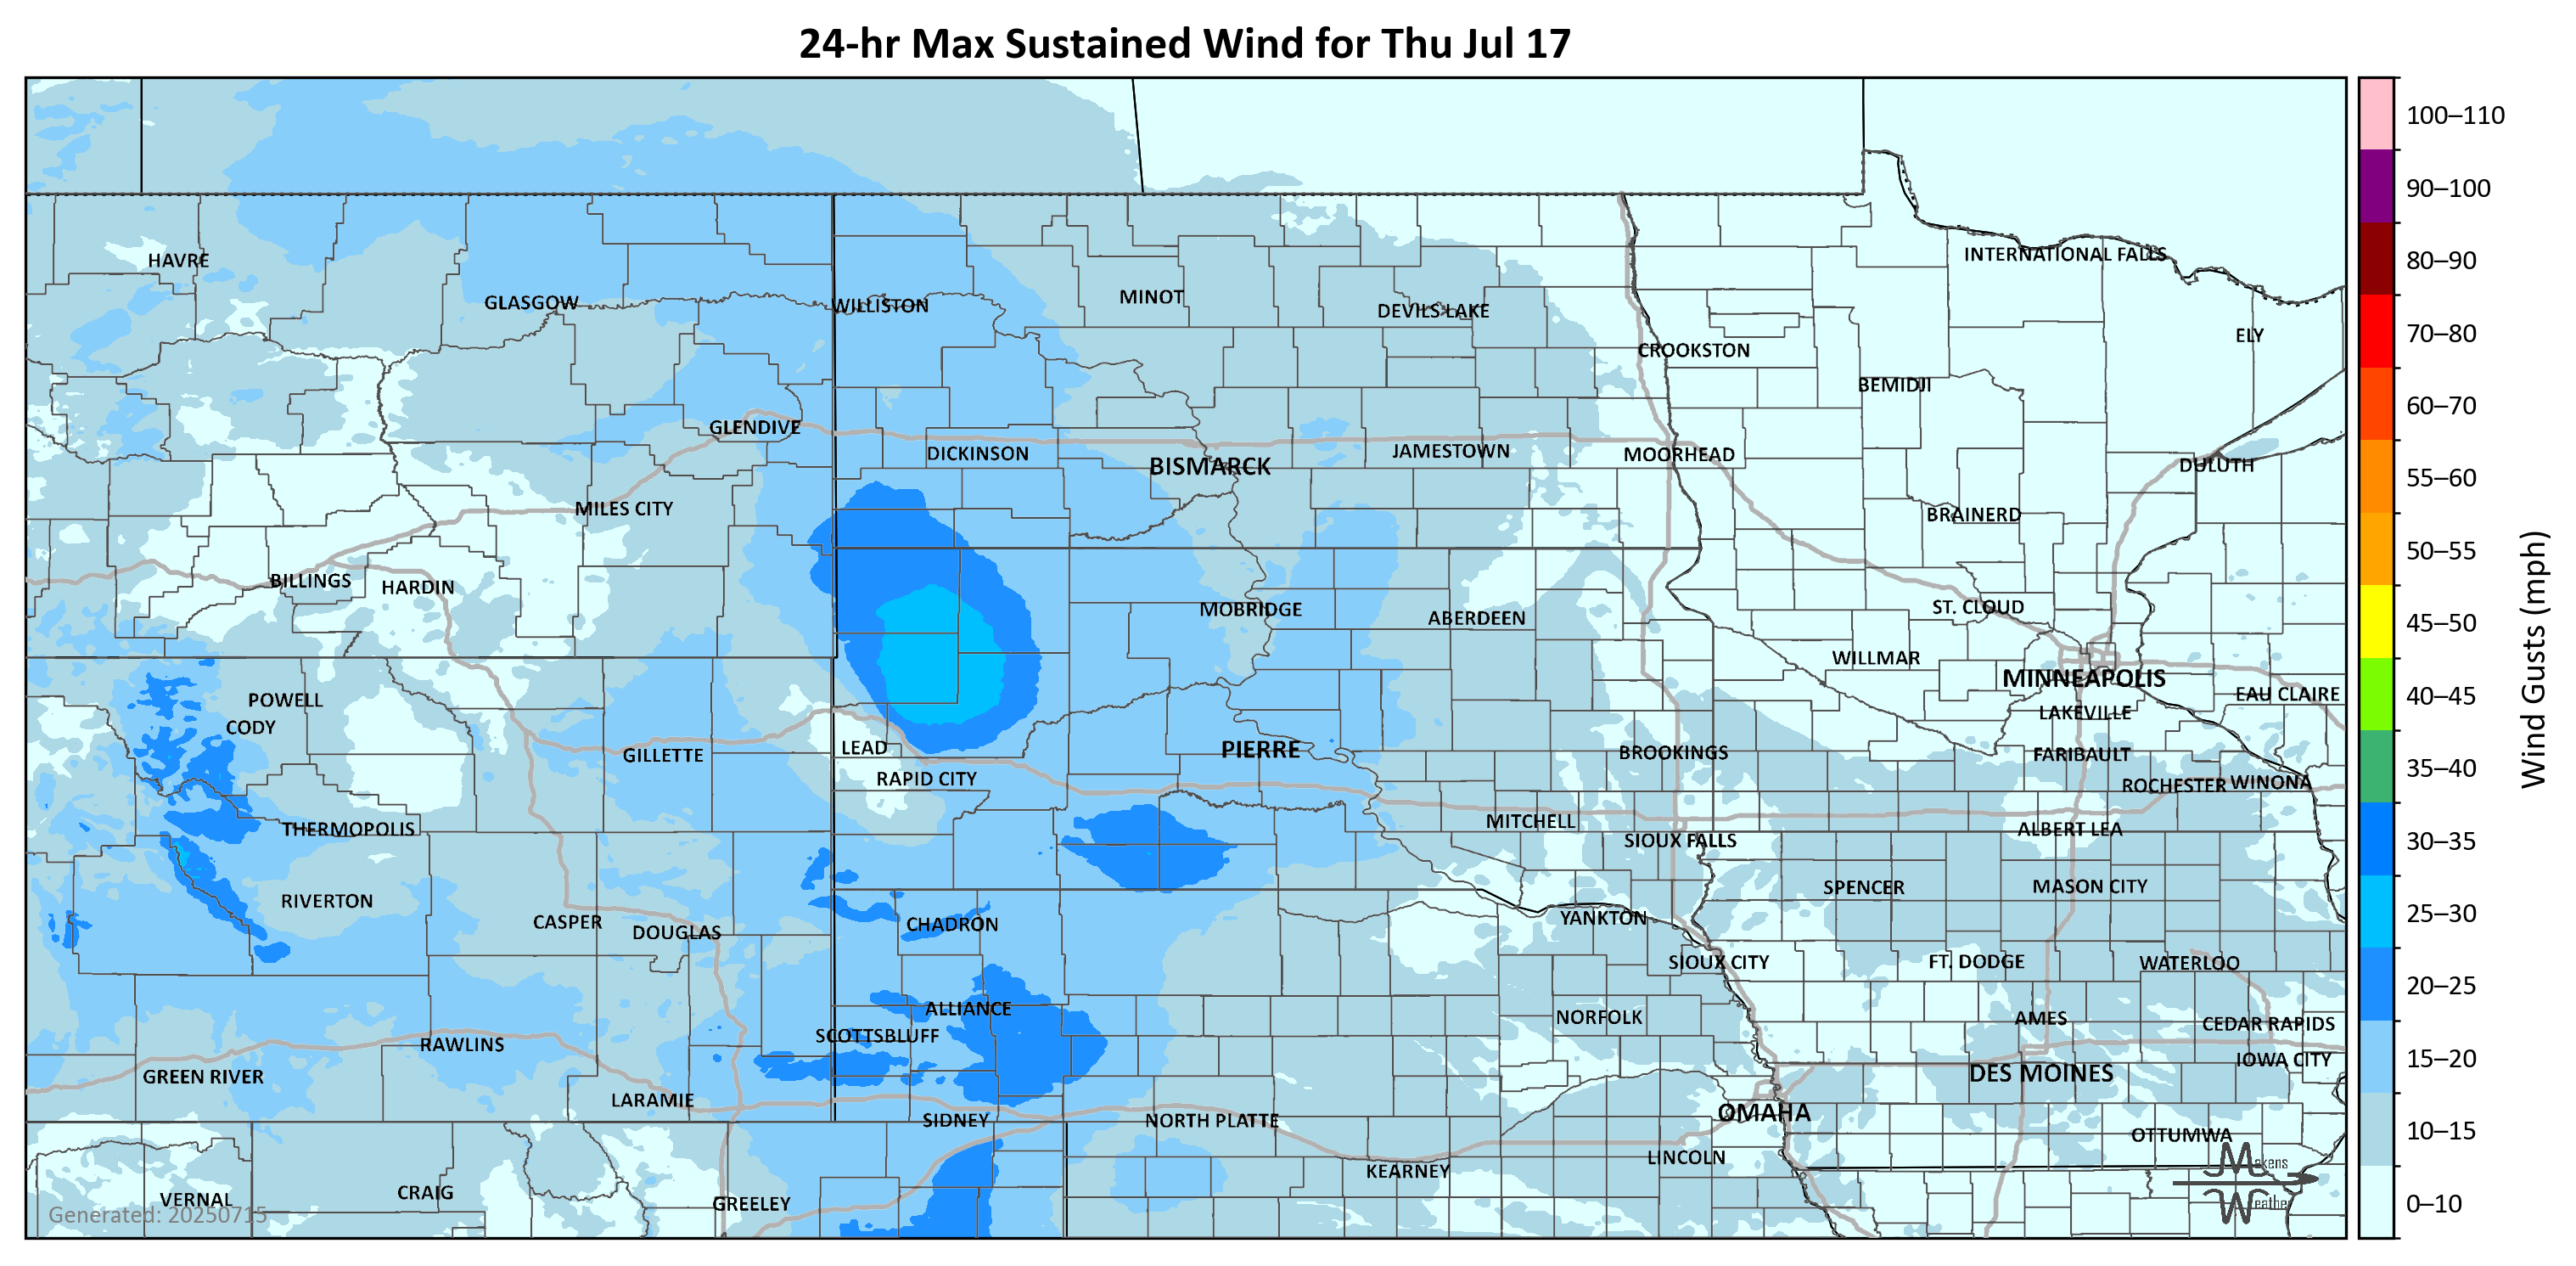 24-hr Max Sustained Wind for Thu Jul 17
100–110
90–100
80–90
70–80
60–70
55–60
50–55
45–50
40–45
35–40
30–35
25–30
20–25
15–20
10–15
0–10
Wind Gusts (mph)
INTERNATIONAL FALLS
HAVRE
MINOT
GLASGOW
WILLISTON
DEVILS LAKE
ELY
CROOKSTON
BEMIDJI
GLENDIVE
DICKINSON
JAMESTOWN
MOORHEAD
BISMARCK
DULUTH
MILES CITY
BRAINERD
BILLINGS
HARDIN
MOBRIDGE
ABERDEEN
ST. CLOUD
WILLMAR
MINNEAPOLIS
EAU CLAIRE
POWELL
LAKEVILLE
CODY
GILLETTE
LEAD
PIERRE
BROOKINGS
FARIBAULT
RAPID CITY
ROCHESTER
WINONA
THERMOPOLIS
MITCHELL
ALBERT LEA
SIOUX FALLS
SPENCER
MASON CITY
RIVERTON
CASPER
DOUGLAS
CHADRON
YANKTON
SIOUX CITY
FT. DODGE
WATERLOO
ALLIANCE
NORFOLK
AMES
CEDAR RAPIDS
SCOTTSBLUFF
RAWLINS
IOWA CITY
GREEN RIVER
DES MOINES
LARAMIE
SIDNEY
NORTH PLATTE
OMAHA
OTTUMWA
LINCOLN
KEARNEY
VERNAL
CRAIG
GREELEY
Generated: 20250715
Makens
Weather